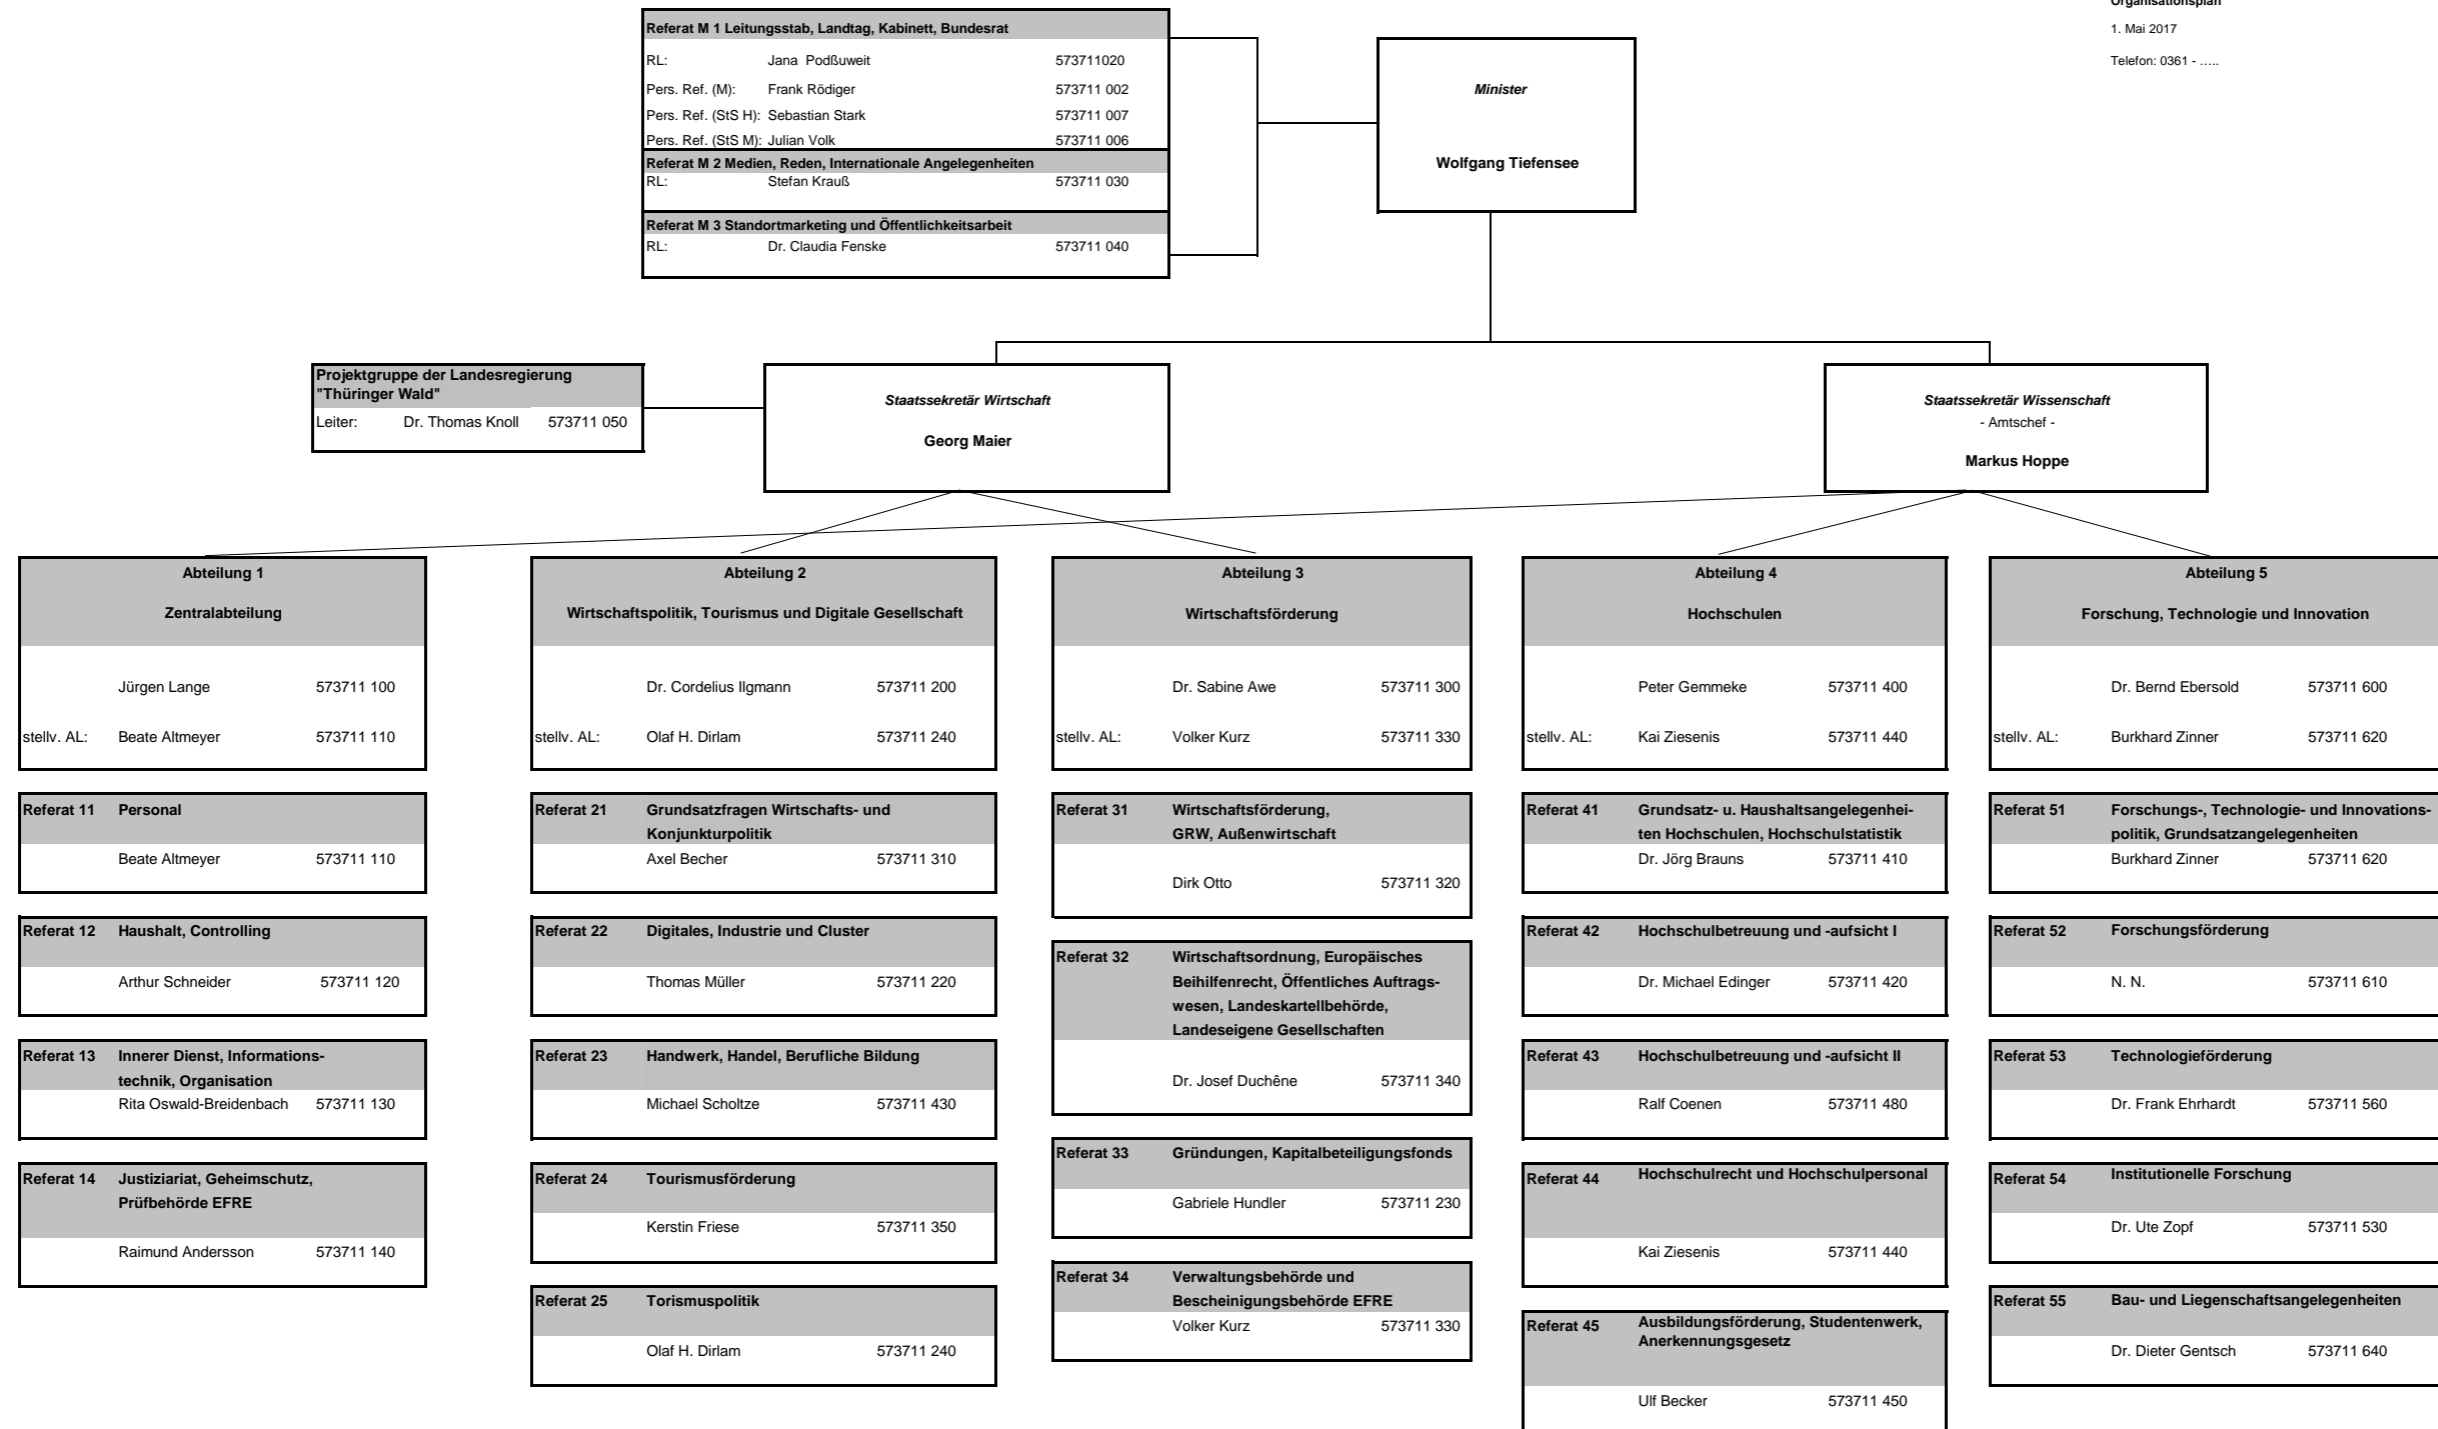 Organisationsplan
1. Mai 2017
Telefon: 0361 - .....
Referat M 1 Leitungsstab, Landtag, Kabinett, Bundesrat
RL: Jana Podßuweit 573711020
Pers. Ref. (M): Frank Rödiger 573711 002
Pers. Ref. (StS H): Sebastian Stark 573711 007
Pers. Ref. (StS M): Julian Volk 573711 006
Referat M 2 Medien, Reden, Internationale Angelegenheiten
RL: Stefan Krauß 573711 030
Referat M 3 Standortmarketing und Öffentlichkeitsarbeit
RL: Dr. Claudia Fenske 573711 040
Minister
Wolfgang Tiefensee
Projektgruppe der Landesregierung
"Thüringer Wald"
Leiter: Dr. Thomas Knoll 573711 050
Staatssekretär Wirtschaft
Georg Maier
Staatssekretär Wissenschaft
- Amtschef -
Markus Hoppe
Abteilung 1
Zentralabteilung
Jürgen Lange 573711 100
stellv. AL: Beate Altmeyer 573711 110
Referat 11 Personal
Beate Altmeyer 573711 110
Referat 12 Haushalt, Controlling
Arthur Schneider 573711 120
Referat 13 Innerer Dienst, Informations-
technik, Organisation
Rita Oswald-Breidenbach 573711 130
Referat 14 Justiziariat, Geheimschutz,
Prüfbehörde EFRE
Raimund Andersson 573711 140
Abteilung 2
Wirtschaftspolitik, Tourismus und Digitale Gesellschaft
Dr. Cordelius Ilgmann 573711 200
stellv. AL: Olaf H. Dirlam 573711 240
Referat 21 Grundsatzfragen Wirtschafts- und
Konjunkturpolitik
Axel Becher 573711 310
Referat 22 Digitales, Industrie und Cluster
Thomas Müller 573711 220
Referat 23 Handwerk, Handel, Berufliche Bildung
Michael Scholtze 573711 430
Referat 24 Tourismusförderung
Kerstin Friese 573711 350
Referat 25 Torismuspolitik
Olaf H. Dirlam 573711 240
Abteilung 3
Wirtschaftsförderung
Dr. Sabine Awe 573711 300
stellv. AL: Volker Kurz 573711 330
Referat 31 Wirtschaftsförderung,
GRW, Außenwirtschaft
Dirk Otto 573711 320
Referat 32 Wirtschaftsordnung, Europäisches
Beihilfenrecht, Öffentliches Auftrags-
wesen, Landeskartellbehörde,
Landeseigene Gesellschaften
Dr. Josef Duchêne 573711 340
Referat 33 Gründungen, Kapitalbeteiligungsfonds
Gabriele Hundler 573711 230
Referat 34 Verwaltungsbehörde und
Bescheinigungsbehörde EFRE
Volker Kurz 573711 330
Abteilung 4
Hochschulen
Peter Gemmeke 573711 400
stellv. AL: Kai Ziesenis 573711 440
Referat 41 Grundsatz- u. Haushaltsangelegenhei-
ten Hochschulen, Hochschulstatistik
Dr. Jörg Brauns 573711 410
Referat 42 Hochschulbetreuung und -aufsicht I
Dr. Michael Edinger 573711 420
Referat 43 Hochschulbetreuung und -aufsicht II
Ralf Coenen 573711 480
Referat 44 Hochschulrecht und Hochschulpersonal
Kai Ziesenis 573711 440
Referat 45 Ausbildungsförderung, Studentenwerk,
Anerkennungsgesetz
Ulf Becker 573711 450
Abteilung 5
Forschung, Technologie und Innovation
Dr. Bernd Ebersold 573711 600
stellv. AL: Burkhard Zinner 573711 620
Referat 51 Forschungs-, Technologie- und Innovations-
politik, Grundsatzangelegenheiten
Burkhard Zinner 573711 620
Referat 52 Forschungsförderung
N. N. 573711 610
Referat 53 Technologieförderung
Dr. Frank Ehrhardt 573711 560
Referat 54 Institutionelle Forschung
Dr. Ute Zopf 573711 530
Referat 55 Bau- und Liegenschaftsangelegenheiten
Dr. Dieter Gentsch 573711 640